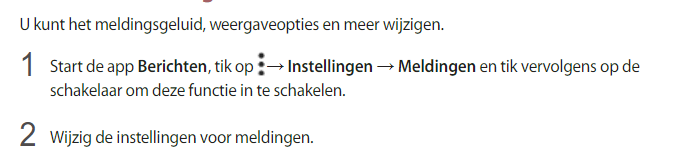 U kunt het meldingsgeluid, weergaveopties en meer wijzigen.
1 Start de app Berichten, tik op ⋮ → Instellingen → Meldingen en tik vervolgens op de
schakelaar om deze functie in te schakelen.
2 Wijzig de instellingen voor meldingen.